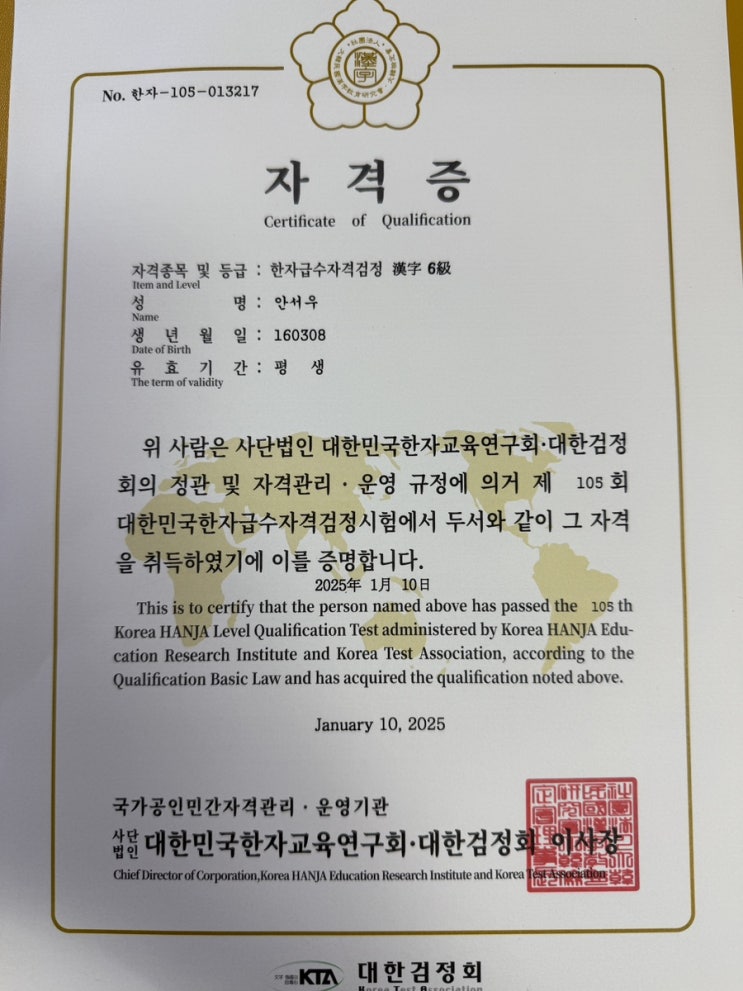 No. 한자-105-013217
자격증
Certificate of Qualification
자격종목 및 등급 : 한자급수자격검정 漢字 6級
Item and Level
성 명 : 안서우
Name
생 년 월 일 : 160308
Date of Birth
유 효 기 간 : 평 생
The term of validity
위 사람은 사단법인 대한민국한자교육연구회·대한검정
회의 정관 및 자격관리 · 운영 규정에 의거 제 105 회
대한민국한자급수자격검정시험에서 두서와 같이 그 자격
을 취득하였기에 이를 증명합니다.
2025年 1月 10日
This is to certify that the person named above has passed the 105 th
Korea HANJA Level Qualification Test administered by Korea HANJA Edu-
cation Research Institute and Korea Test Association, according to the
Qualification Basic Law and has acquired the qualification noted above.
January 10, 2025
국가공인민간자격관리 · 운영기관
사단법인 대한민국한자교육연구회·대한검정회 이사장
Chief Director of Corporation,Korea HANJA Education Research Institute and Korea Test Association
KTA 대한검정회
Korea Test Association